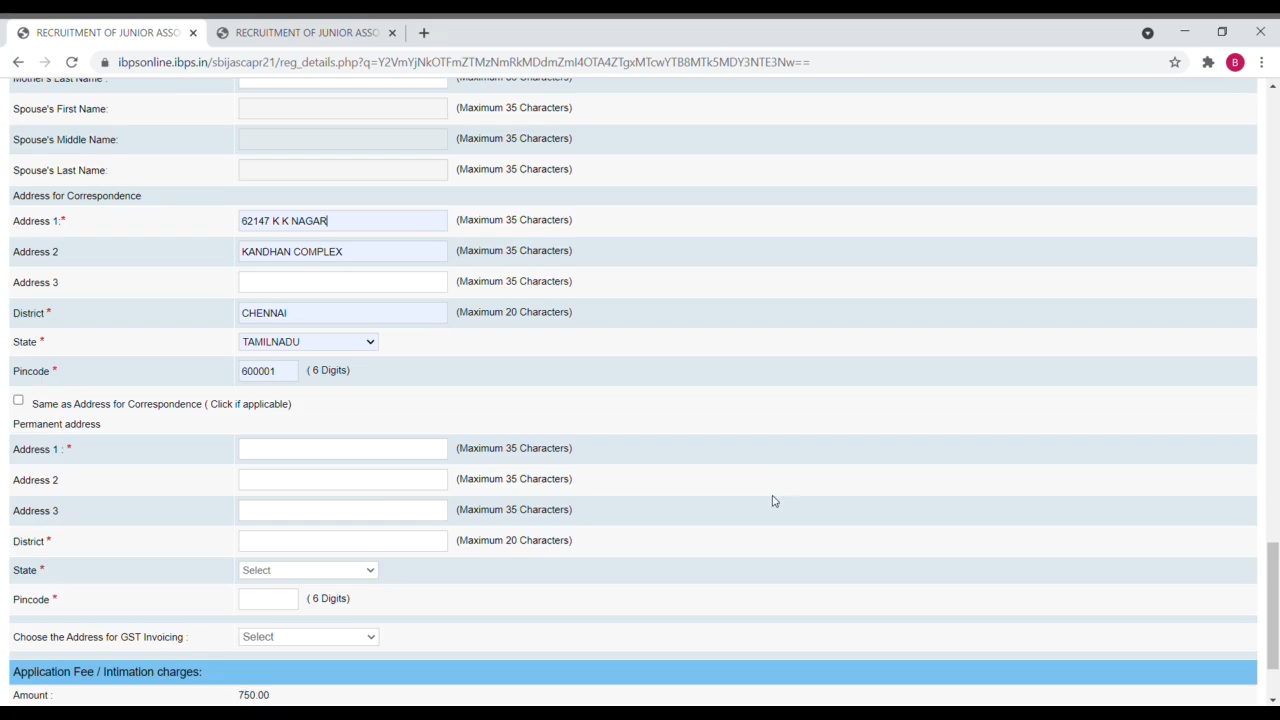 RECRUITMENT OF JUNIOR ASSO
RECRUITMENT OF JUNIOR ASSO
ibpsonline.ibps.in/sbijascapr21/reg_details.php?q=Y2VmYjNkOTFmZTMzNmRkMDdmZmI4OTA4ZTgxMTcwYTB8MTk5MDY3NTE3Nw==
B
Mother's Last Name : (Maximum 35 Characters)
Spouse's First Name: (Maximum 35 Characters)
Spouse's Middle Name: (Maximum 35 Characters)
Spouse's Last Name: (Maximum 35 Characters)
Address for Correspondence
Address 1:* 62147 K K NAGAR (Maximum 35 Characters)
Address 2 KANDHAN COMPLEX (Maximum 35 Characters)
Address 3 (Maximum 35 Characters)
District * CHENNAI (Maximum 20 Characters)
State * TAMILNADU
Pincode * 600001 ( 6 Digits)
Same as Address for Correspondence ( Click if applicable)
Permanent address
Address 1 : * (Maximum 35 Characters)
Address 2 (Maximum 35 Characters)
Address 3 (Maximum 35 Characters)
District * (Maximum 20 Characters)
State * Select
Pincode * ( 6 Digits)
Choose the Address for GST Invoicing : Select
Application Fee / Intimation charges:
Amount : 750.00